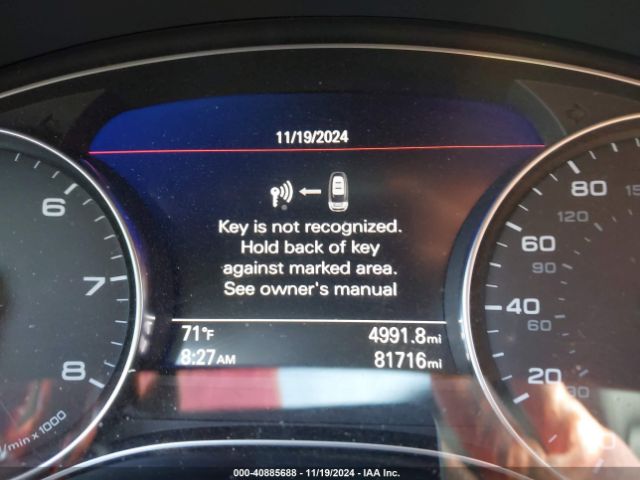 11/19/2024
Key is not recognized.
Hold back of key
against marked area.
See owner's manual
71°F 4991.8mi
8:27AM 81716mi
6
7
8
/min x 1000
80
120
60
90
40
60
20
30
000-40885688 - 11/19/2024 - IAA Inc.